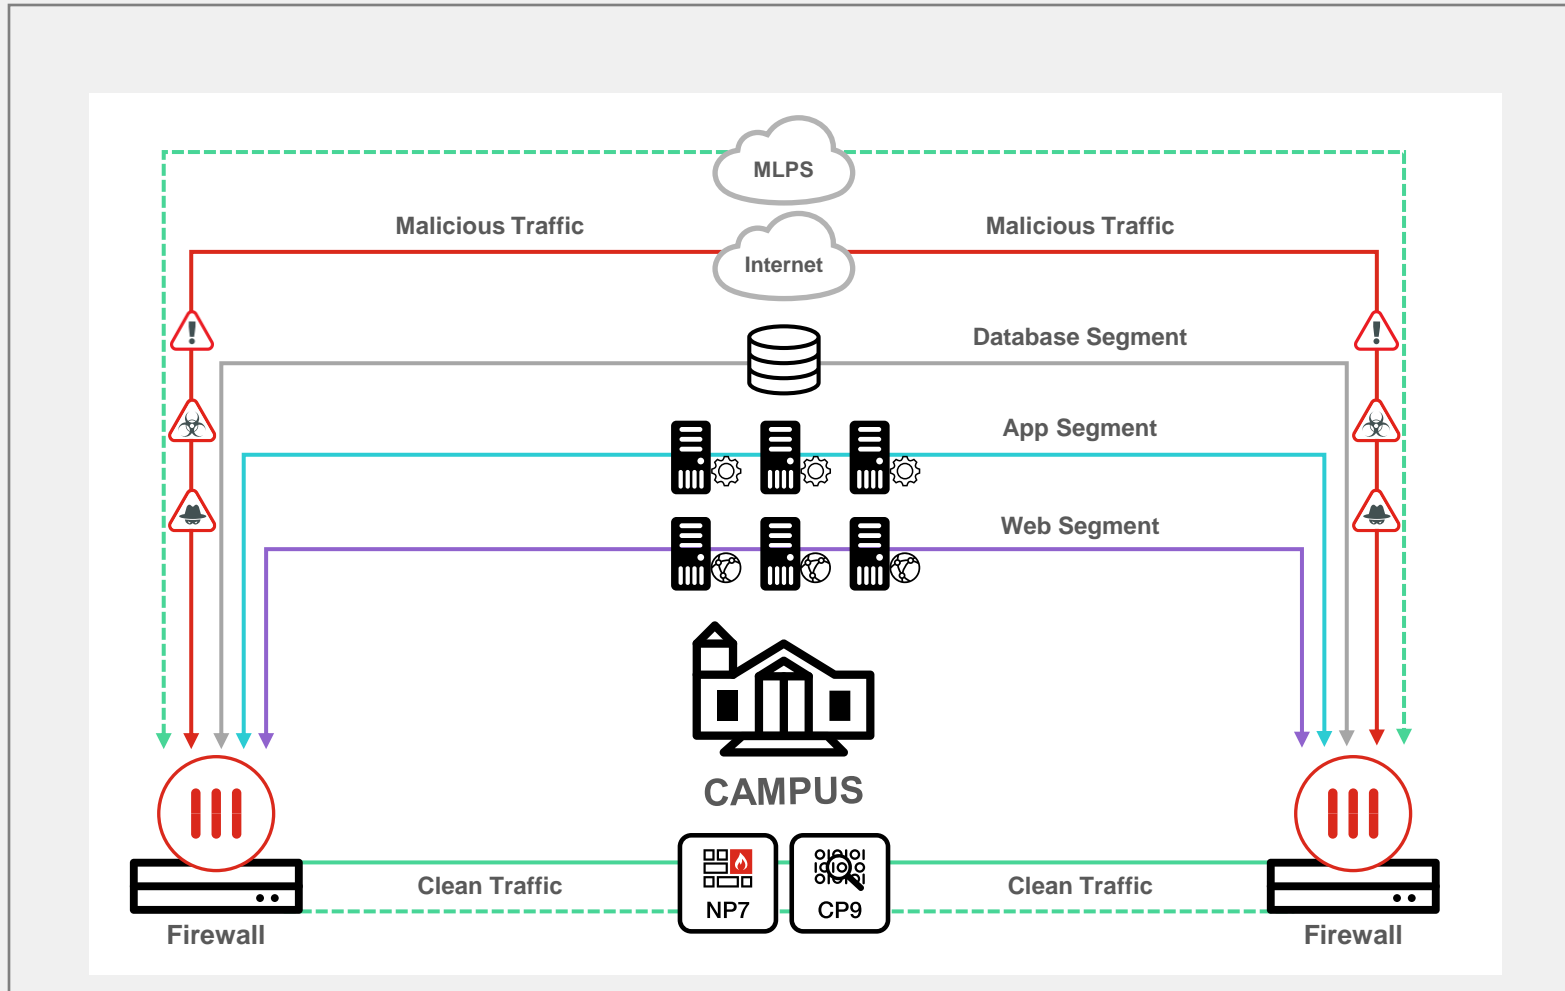 MLPS
Malicious Traffic
Malicious Traffic
Internet
Database Segment
App Segment
Web Segment
CAMPUS
Clean Traffic
NP7
CP9
Clean Traffic
Firewall
Firewall